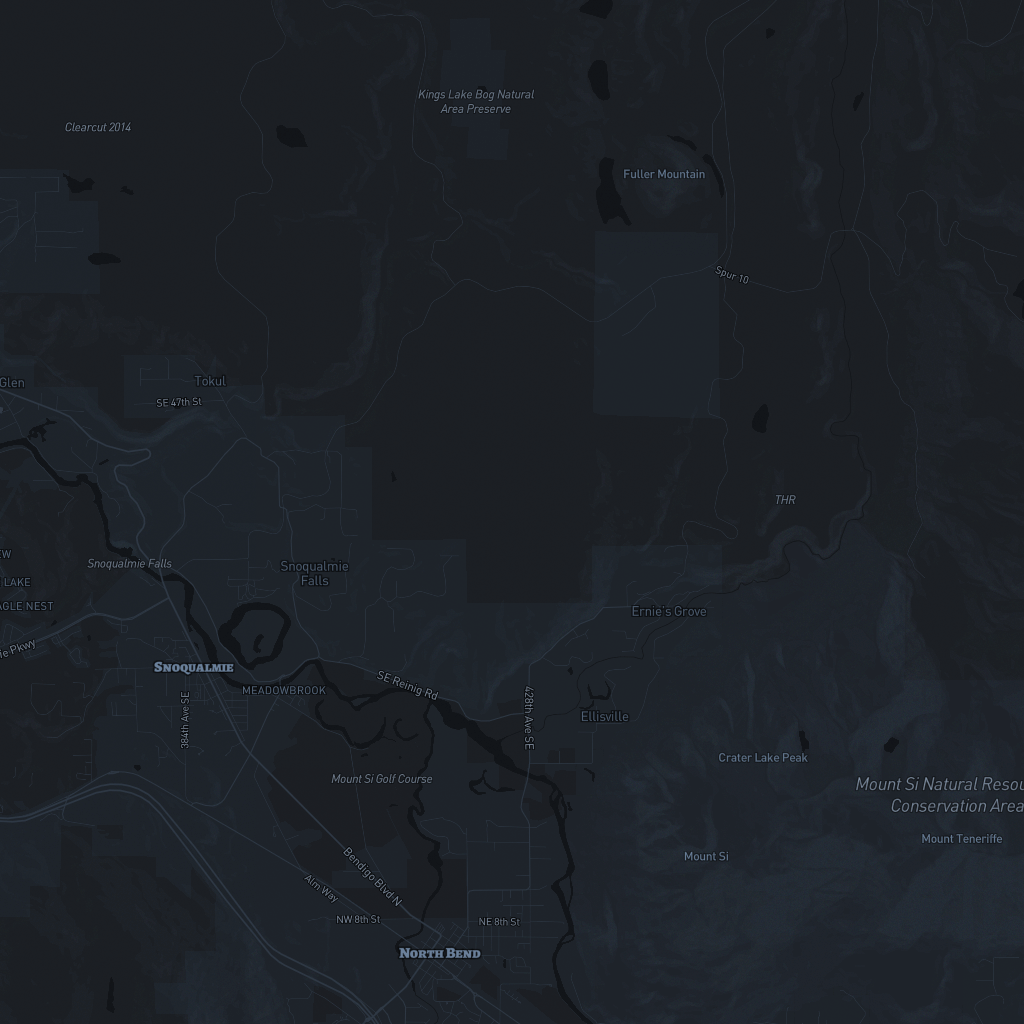 Kings Lake Bog Natural
Area Preserve
Clearcut 2014
Fuller Mountain
Spur 10
Glen
Tokul
SE 47th St
THR
Snoqualmie Falls
Snoqualmie
Falls
LAKE
AGLE NEST
Ernie's Grove
ie Pkwy
Snoqualmie
MEADOWBROOK
SE Reinig Rd
384th Ave SE
428th Ave SE
Ellisville
Crater Lake Peak
Mount Si Golf Course
Mount Si Natural Resou
Conservation Area
Mount Teneriffe
Mount Si
Bendigo Blvd N
Alm Way
NW 8th St
NE 8th St
North Bend